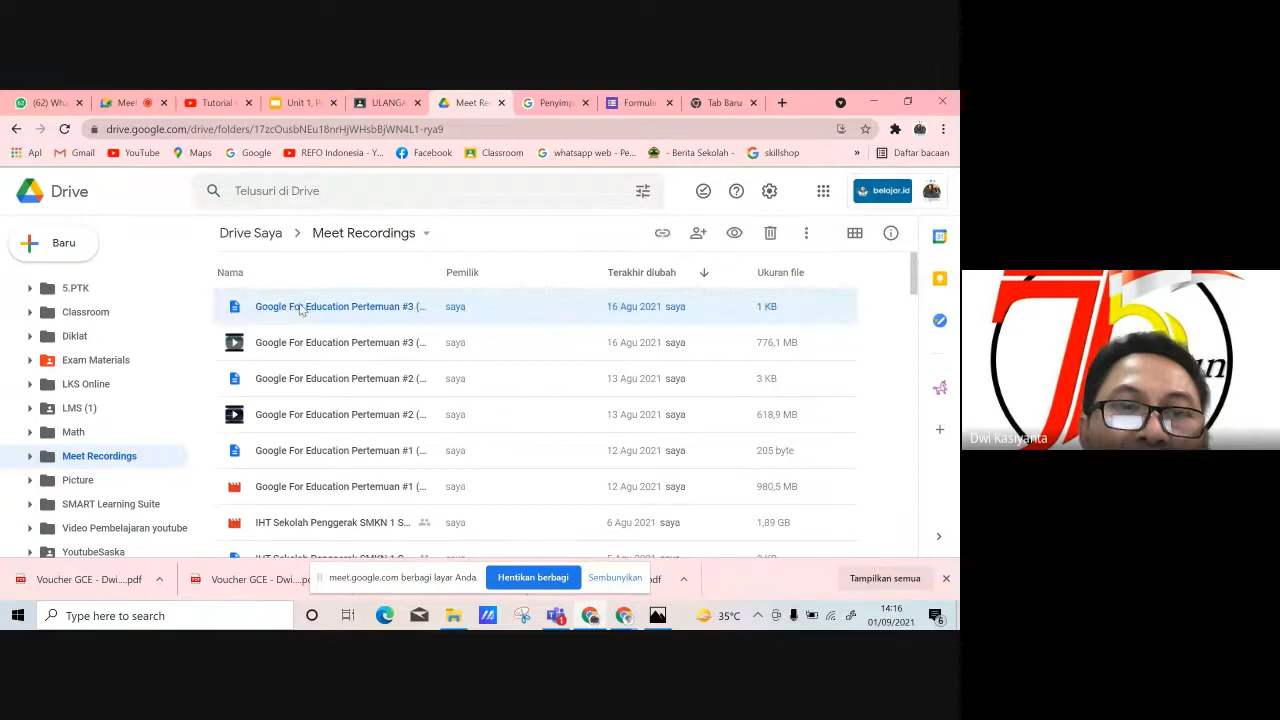 (62) Wha
Meet
Tutorial
Unit 1, P
ULANGA
Meet Re
Penyimp
Formuli
Tab Baru
drive.google.com/drive/folders/17zcOusbNEu18nrHjWHsbBjWN4L1-rya9
Apl Gmail YouTube Maps Google REFO Indonesia - Y... Facebook Classroom whatsapp web - Pe... - Berita Sekolah - skillshop » Daftar bacaan
Drive
Telusuri di Drive
belajar.id
Baru
Drive Saya > Meet Recordings
Nama Pemilik Terakhir diubah Ukuran file
5.PTK
Classroom
Diklat
Exam Materials
LKS Online
LMS (1)
Math
Meet Recordings
Picture
SMART Learning Suite
Video Pembelajaran youtube
YoutubeSaska
Google For Education Pertemuan #3 (... saya 16 Agu 2021 saya 1 KB
Google For Education Pertemuan #3 (... saya 16 Agu 2021 saya 776,1 MB
Google For Education Pertemuan #2 (... saya 13 Agu 2021 saya 3 KB
Google For Education Pertemuan #2 (... saya 13 Agu 2021 saya 618,9 MB
Google For Education Pertemuan #1 (... saya 12 Agu 2021 saya 205 byte
Google For Education Pertemuan #1 (... saya 12 Agu 2021 saya 980,5 MB
IHT Sekolah Penggerak SMKN 1 S... saya 6 Agu 2021 saya 1,89 GB
Voucher GCE - Dwi....pdf
meet.google.com berbagi layar Anda.
Hentikan berbagi
Sembunyikan
Tampilkan semua
Type here to search
35°C
14:16
01/09/2021
6
Dwi Kasiyanta